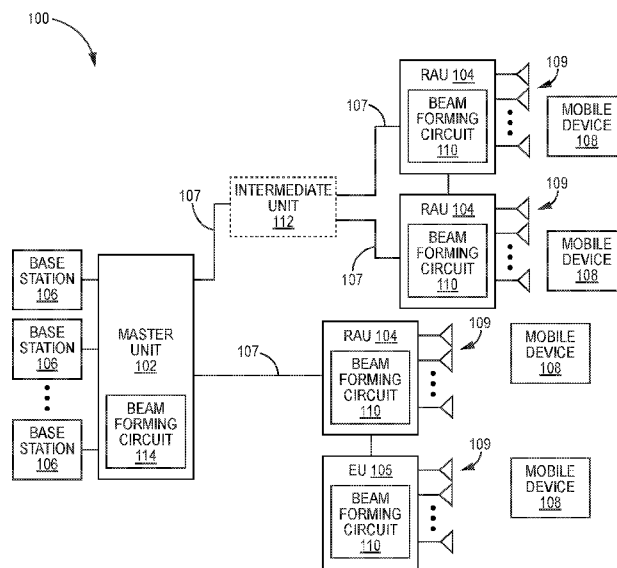 100
RAU 104
109
BEAM
FORMING
CIRCUIT
110
MOBILE
DEVICE
108
107
INTERMEDIATE
UNIT
112
107
RAU 104
109
BEAM
FORMING
CIRCUIT
110
MOBILE
DEVICE
108
107
BASE
STATION
106
BASE
STATION
106
BASE
STATION
106
MASTER
UNIT
102
BEAM
FORMING
CIRCUIT
114
107
RAU 104
109
BEAM
FORMING
CIRCUIT
110
MOBILE
DEVICE
108
EU 105
109
BEAM
FORMING
CIRCUIT
110
MOBILE
DEVICE
108